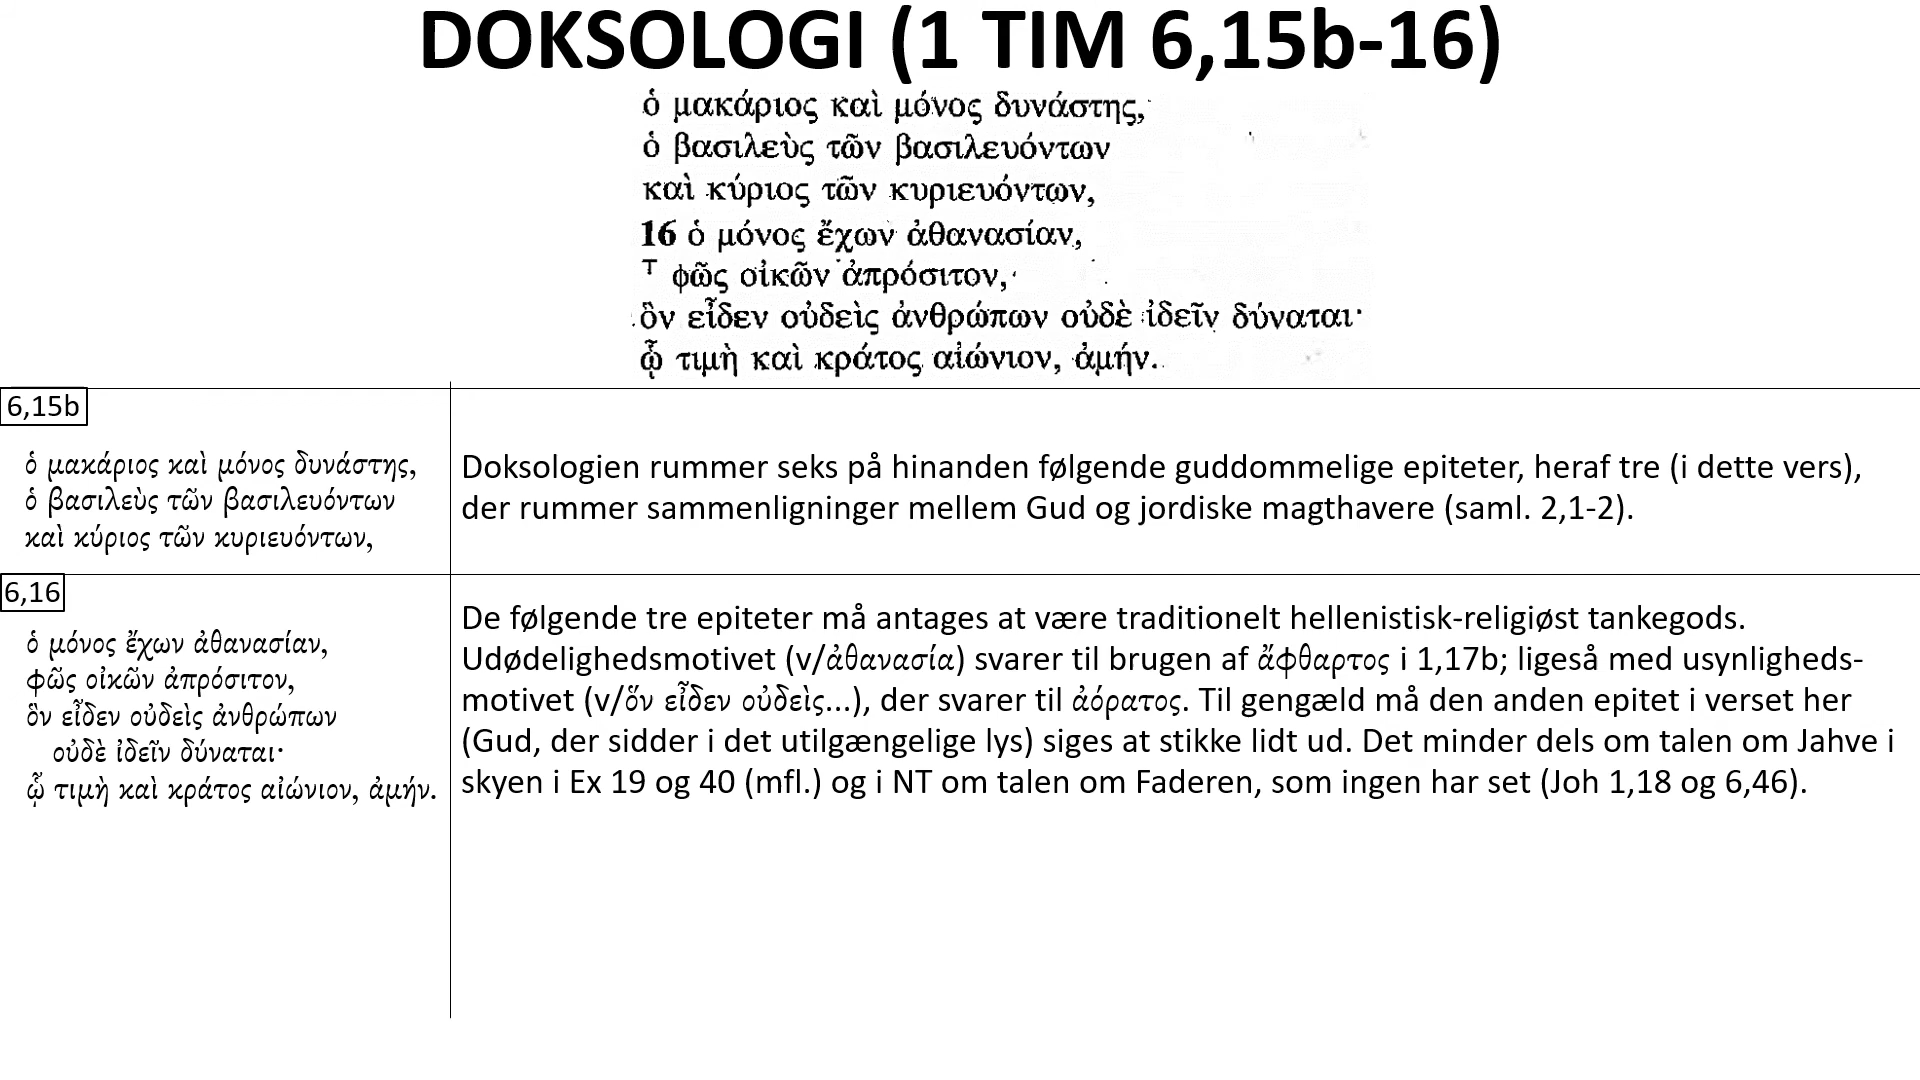 DOKSOLOGI (1 TIM 6,15b-16)
ὁ μακάριος καὶ μόνος δυνάστης,
ὁ βασιλεὺς τῶν βασιλευόντων
καὶ κύριος τῶν κυριευόντων,
16 ὁ μόνος ἔχων ἀθανασίαν,
⸆ φῶς οἰκῶν ἀπρόσιτον,
ὃν εἶδεν οὐδεὶς ἀνθρώπων οὐδὲ ἰδεῖν δύναται·
ᾧ τιμὴ καὶ κράτος αἰώνιον, ἀμήν.
6,15b
ὁ μακάριος καὶ μόνος δυνάστης,
ὁ βασιλεὺς τῶν βασιλευόντων
καὶ κύριος τῶν κυριευόντων,
Doksologien rummer seks på hinanden følgende guddommelige epiteter, heraf tre (i dette vers),
der rummer sammenligninger mellem Gud og jordiske magthavere (saml. 2,1-2).
6,16
ὁ μόνος ἔχων ἀθανασίαν,
φῶς οἰκῶν ἀπρόσιτον,
ὃν εἶδεν οὐδεὶς ἀνθρώπων
οὐδὲ ἰδεῖν δύναται·
ᾧ τιμὴ καὶ κράτος αἰώνιον, ἀμήν.
De følgende tre epiteter må antages at være traditionelt hellenistisk-religiøst tankegods.
Udødelighedsmotivet (v/ἀθανασία) svarer til brugen af ἄφθαρτος i 1,17b; ligeså med usynligheds-
motivet (v/ὅν εἶδεν οὐδεὶς...), der svarer til ἀόρατος. Til gengæld må den anden epitet i verset her
(Gud, der sidder i det utilgængelige lys) siges at stikke lidt ud. Det minder dels om talen om Jahve i
skyen i Ex 19 og 40 (mfl.) og i NT om talen om Faderen, som ingen har set (Joh 1,18 og 6,46).